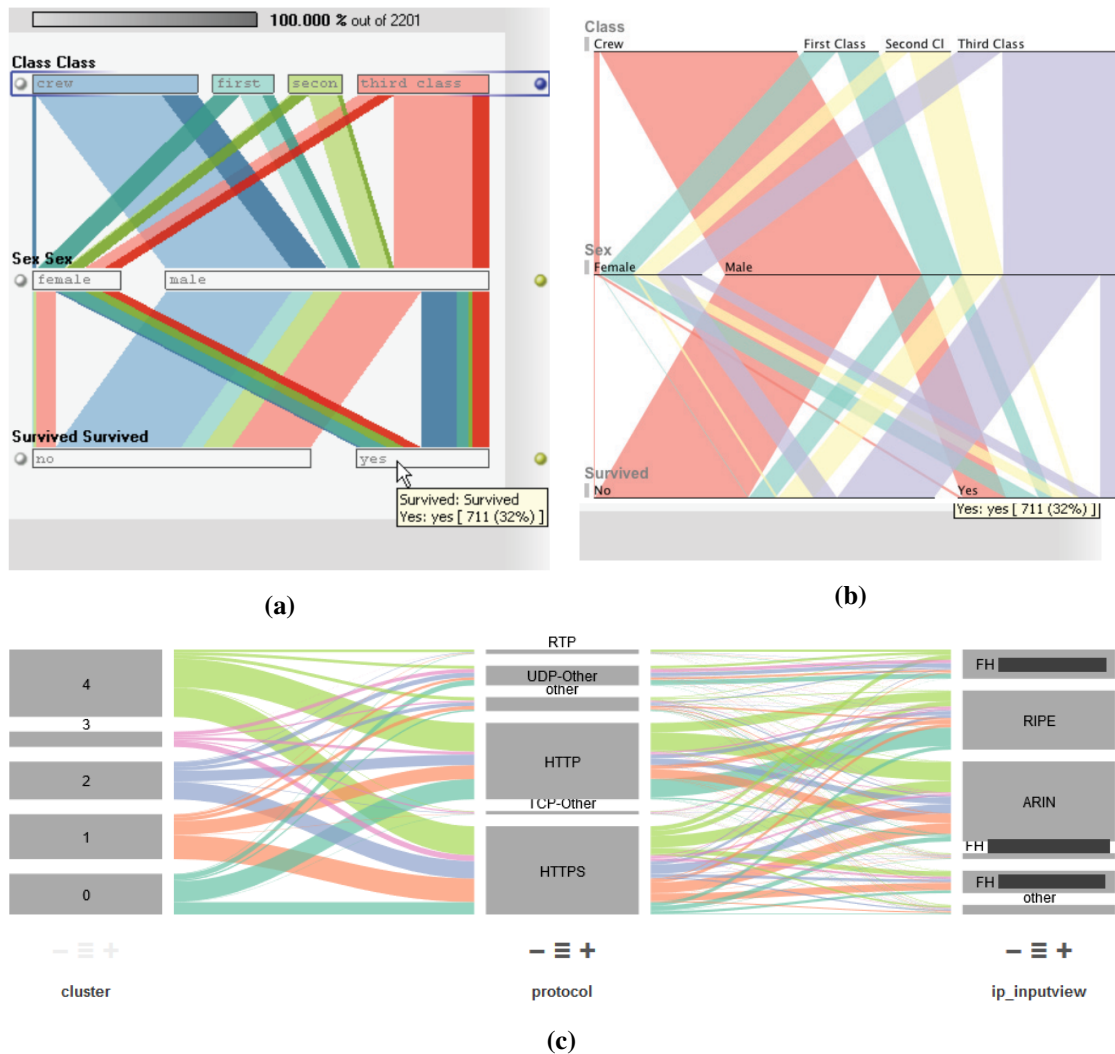 100.000 % out of 2201
Class Class
crew first secon third class
Sex Sex
female male
Survived Survived
no yes
Survived: Survived
Yes: yes [ 711 (32%) ]
(a)
Class
Crew First Class Second Cl Third Class
Sex
Female Male
Survived
No Yes
Yes: yes [ 711 (32%) ]
(b)
4
3
2
1
0
cluster
RTP
UDP-Other
other
HTTP
TCP-Other
HTTPS
protocol
FH
RIPE
ARIN
FH
FH
other
ip_inputview
(c)